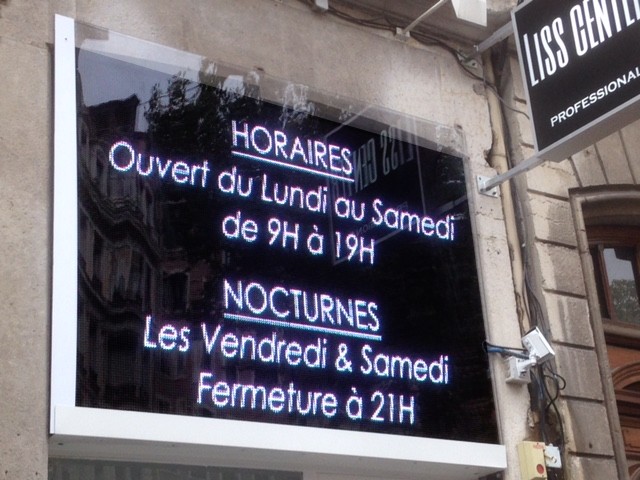 HORAIRES
Ouvert du Lundi au Samedi
de 9H à 19H
NOCTURNES
Les Vendredi & Samedi
Fermeture à 21H
LISS CENTE
PROFESSIONAL